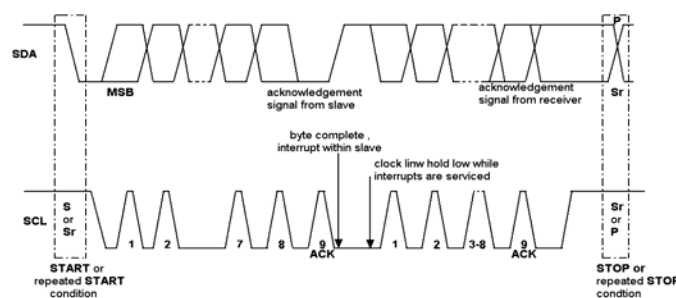 P
SDA
MSB
acknowledgement
signal from slave
acknowledgement
signal from receiver
Sr
byte complete ,
interrupt within slave
clock linw hold low while
interrupts are serviced
SCL
S
or
Sr
1
2
7
8
9
ACK
1
2
3-8
9
ACK
Sr
or
P
START or
repeated START
condition
STOP or
repeated STOP
condtion